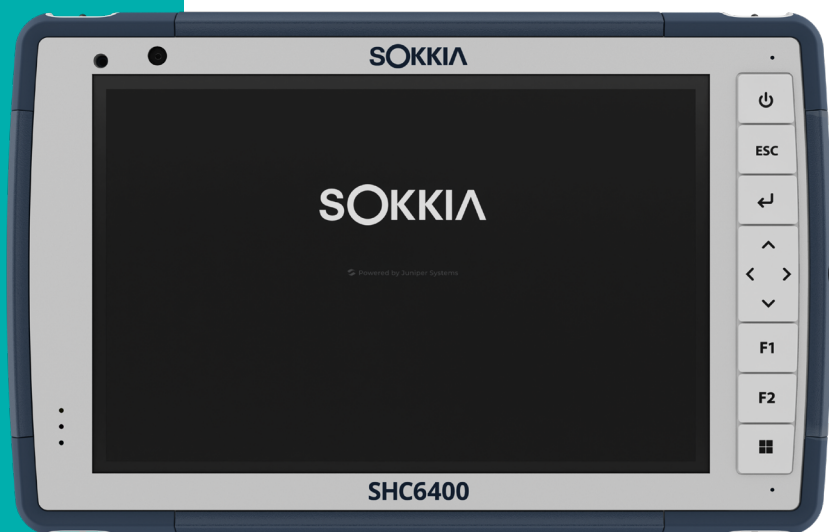 SOKKIA
ESC
SOKKIA
Powered by Juniper Systems
F1
F2
SHC6400